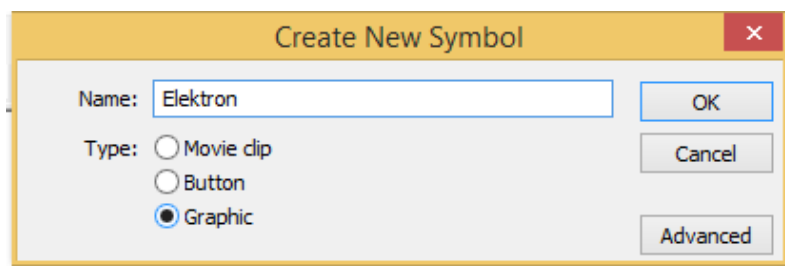 Create New Symbol
×
Name: Elektron OK
Type: Movie clip Cancel
Button
Graphic
Advanced